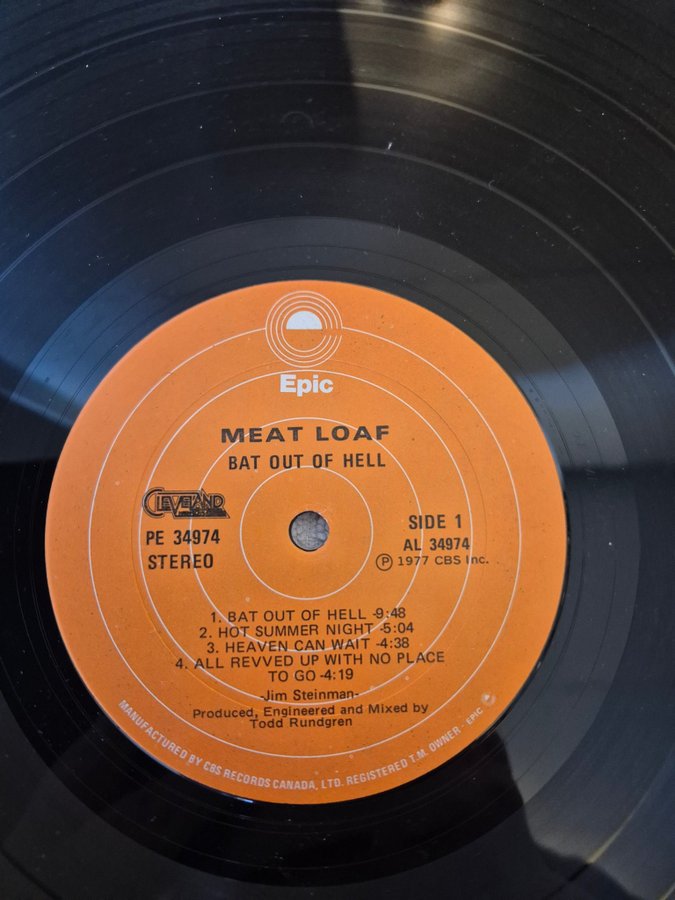 Epic
MEAT LOAF
BAT OUT OF HELL
CLEVELAND
PE 34974
STEREO
SIDE 1
AL 34974
Ⓟ 1977 CBS Inc.
1. BAT OUT OF HELL -9:48
2. HOT SUMMER NIGHT -5:04
3. HEAVEN CAN WAIT -4:38
4. ALL REVVED UP WITH NO PLACE
TO GO -4:19
-Jim Steinman-
Produced, Engineered and Mixed by
Todd Rundgren
MANUFACTURED BY CBS RECORDS CANADA, LTD. REGISTERED T.M. OWNER - EPIC